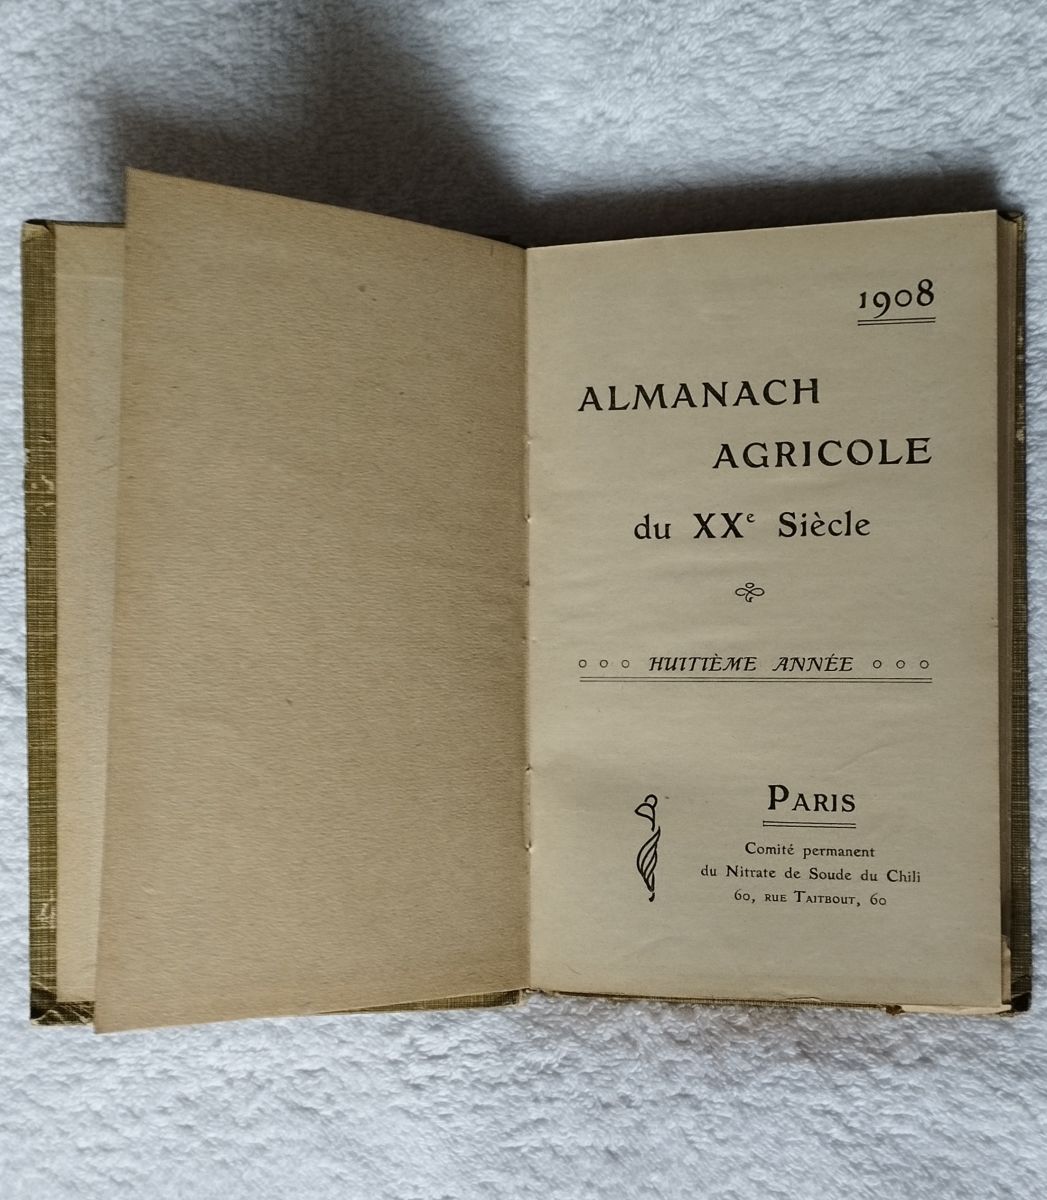 1908
ALMANACH
AGRICOLE
du XXe Siècle
HUITIÈME ANNÉE
PARIS
Comité permanent
du Nitrate de Soude du Chili
60, RUE TAITBOUT, 60